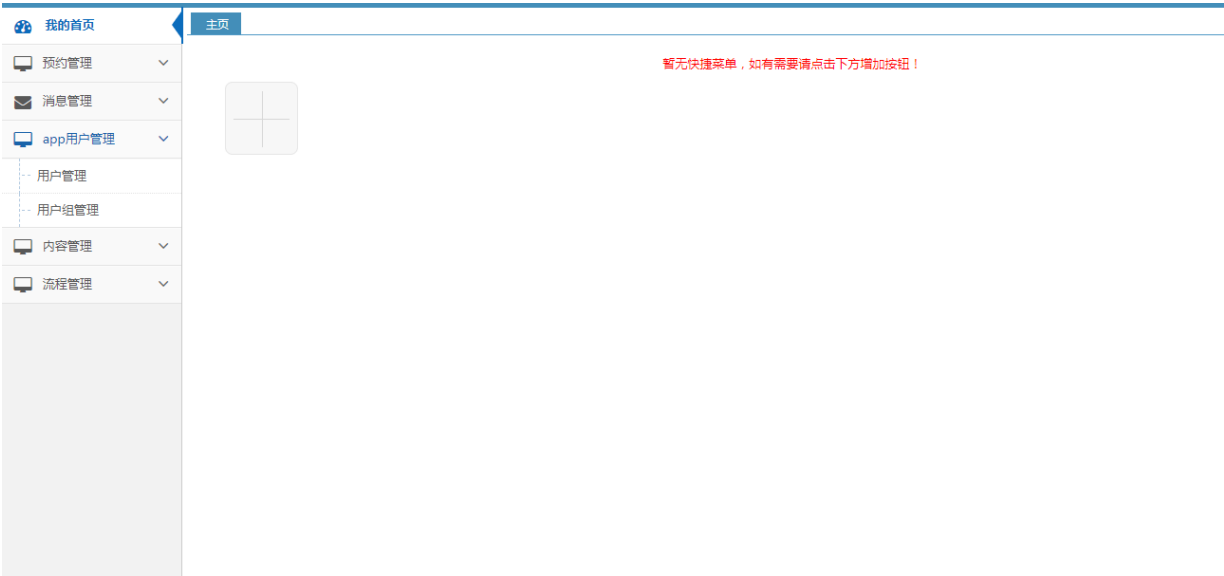 我的首页
主页
预约管理
暂无快捷菜单，如有需要请点击下方增加按钮！
消息管理
app用户管理
用户管理
用户组管理
内容管理
流程管理